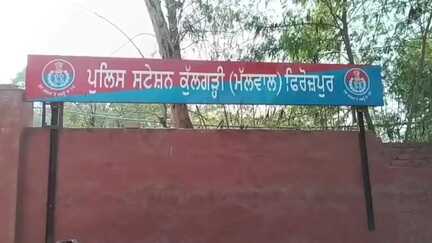 ਪੁਲਿਸ ਸਟੇਸ਼ਨ ਕੁੱਲਗੜ੍ਹੀ (ਮੱਲਵਾਲ) ਫਿਰੋਜ਼ਪੁਰ